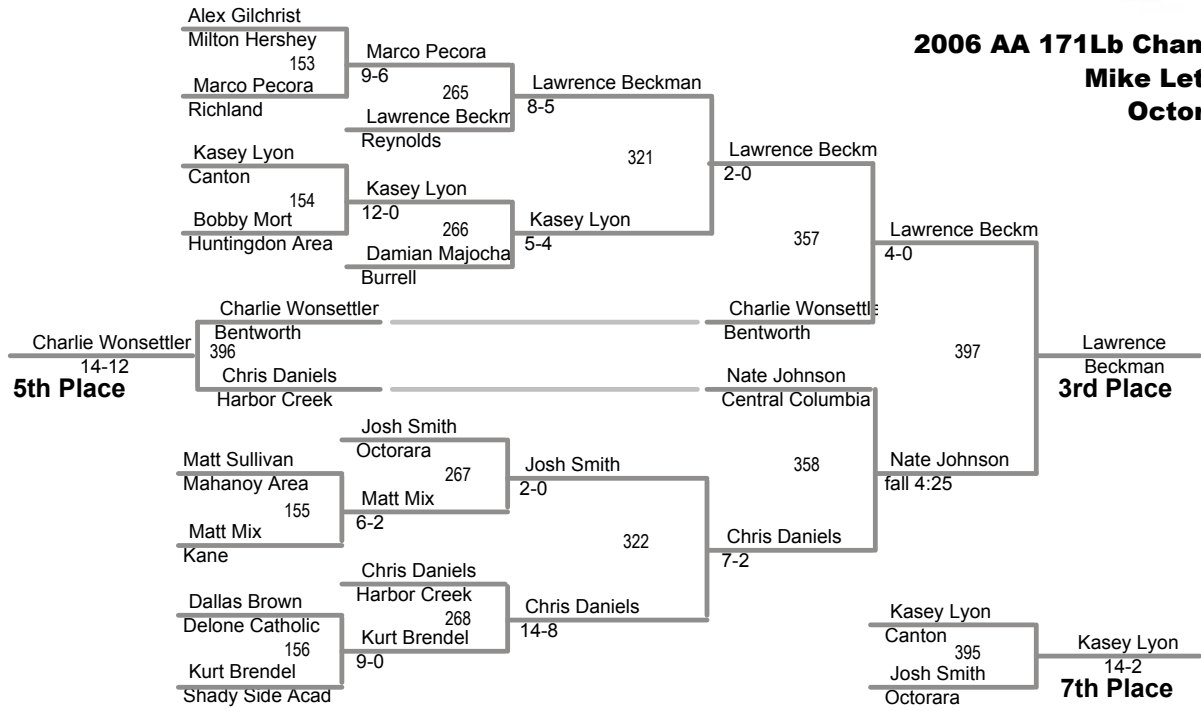 Alex Gilchrist
Milton Hershey
153
Marco Pecora
Richland
Marco Pecora
9-6
265
Lawrence Beckm
Reynolds
Lawrence Beckman
8-5
2006 AA 171Lb Cham
Mike Let
Octor
Kasey Lyon
Canton
154
Bobby Mort
Huntingdon Area
Kasey Lyon
12-0
266
Damian Majocha
Burrell
Kasey Lyon
5-4
321
Lawrence Beckm
2-0
357
Lawrence Beckm
4-0
Charlie Wonsettler
Bentworth
Charlie Wonsettle
Bentworth
Charlie Wonsettler
14-12
5th Place
396
Chris Daniels
Harbor Creek
Nate Johnson
Central Columbia
397
Lawrence
Beckman
3rd Place
Josh Smith
Octorara
267
Matt Sullivan
Mahanoy Area
155
Matt Mix
Kane
Matt Mix
6-2
Josh Smith
2-0
358
Nate Johnson
fall 4:25
322
Chris Daniels
7-2
Chris Daniels
Harbor Creek
268
Dallas Brown
Delone Catholic
156
Kurt Brendel
Shady Side Acad
Kurt Brendel
9-0
Chris Daniels
14-8
Kasey Lyon
Canton
395
Josh Smith
Octorara
Kasey Lyon
14-2
7th Place